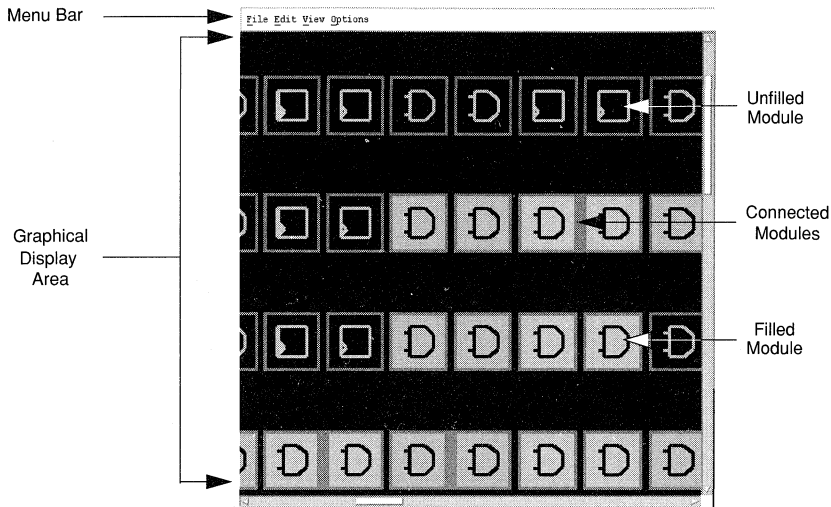 Menu Bar
File Edit View Options
Unfilled
Module
Connected
Modules
Graphical
Display
Area
Filled
Module